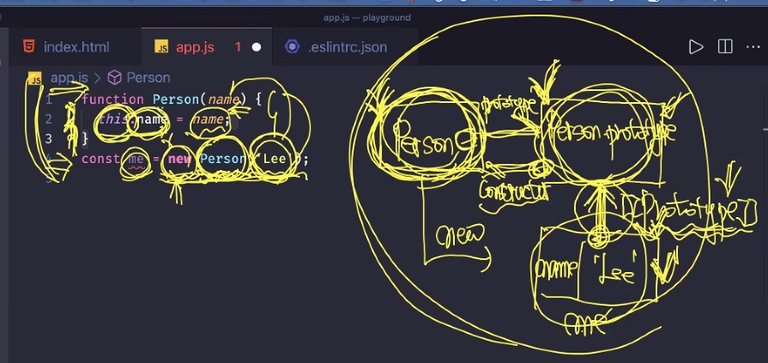 app.js — playground
index.html
app.js 1
.eslintrc.json
app.js > Person
1 function Person(name) {
2 this.name = name;
3 }
const me = new Person('Lee');
Person
prototype
Person.prototype
constructor
[[Prototype]]
new
name 'Lee'
me